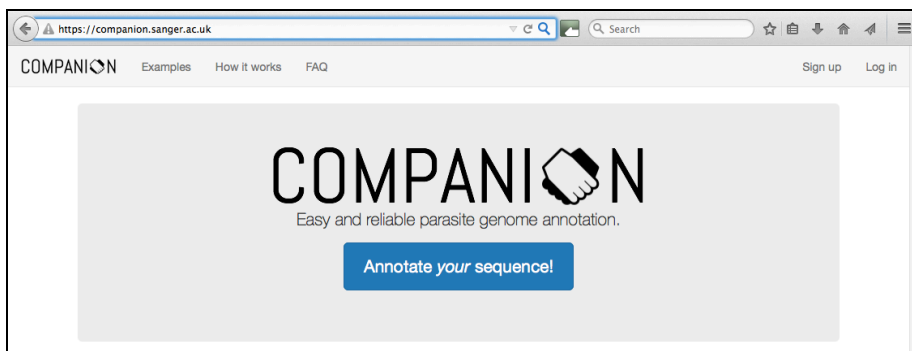 https://companion.sanger.ac.uk
Search
COMPANION Examples How it works FAQ Sign up Log in
COMPANION
Easy and reliable parasite genome annotation.
Annotate your sequence!